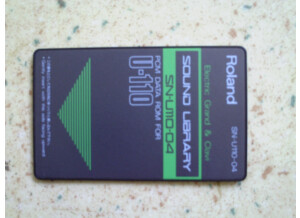 Roland
SN-U110-04
Electric Grand & Clavi
SOUND LIBRARY
SN-U110-04
PCM DATA ROM FOR
U-110